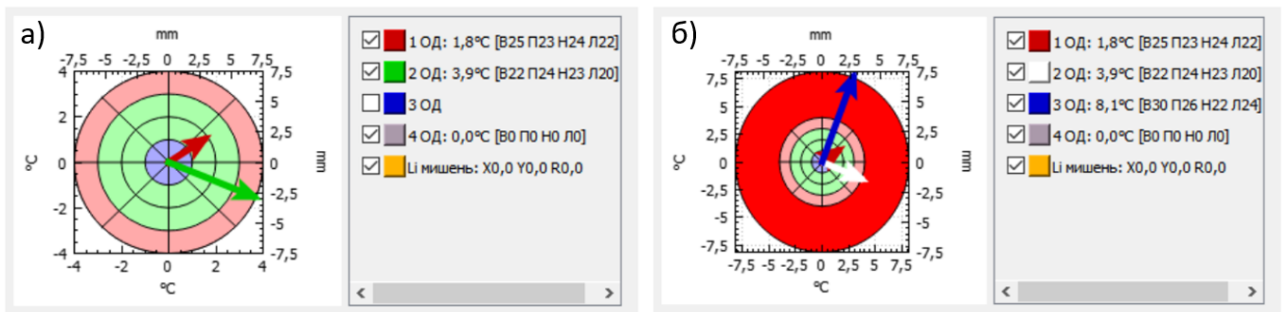 а)
mm
-7,5 -5 -2,5 0 2,5 5 7,5
4
2
0
-2
-4
7,5
5
2,5
0
-2,5
-5
-7,5
-4 -2 0 2 4
°C
°C
mm
1 ОД: 1,8°C [В25 П23 Н24 Л22]
2 ОД: 3,9°C [В22 П24 Н23 Л20]
3 ОД
4 ОД: 0,0°C [В0 П0 Н0 Л0]
Li мишень: X0,0 Y0,0 R0,0
б)
mm
-7,5 -5 -2,5 0 2,5 5 7,5
7,5
5
2,5
0
-2,5
-5
-7,5
7,5
5
2,5
0
-2,5
-5
-7,5
-7,5 -5 -2,5 0 2,5 5 7,5
°C
°C
mm
1 ОД: 1,8°C [В25 П23 Н24 Л22]
2 ОД: 3,9°C [В22 П24 Н23 Л20]
3 ОД: 8,1°C [В30 П26 Н22 Л24]
4 ОД: 0,0°C [В0 П0 Н0 Л0]
Li мишень: X0,0 Y0,0 R0,0